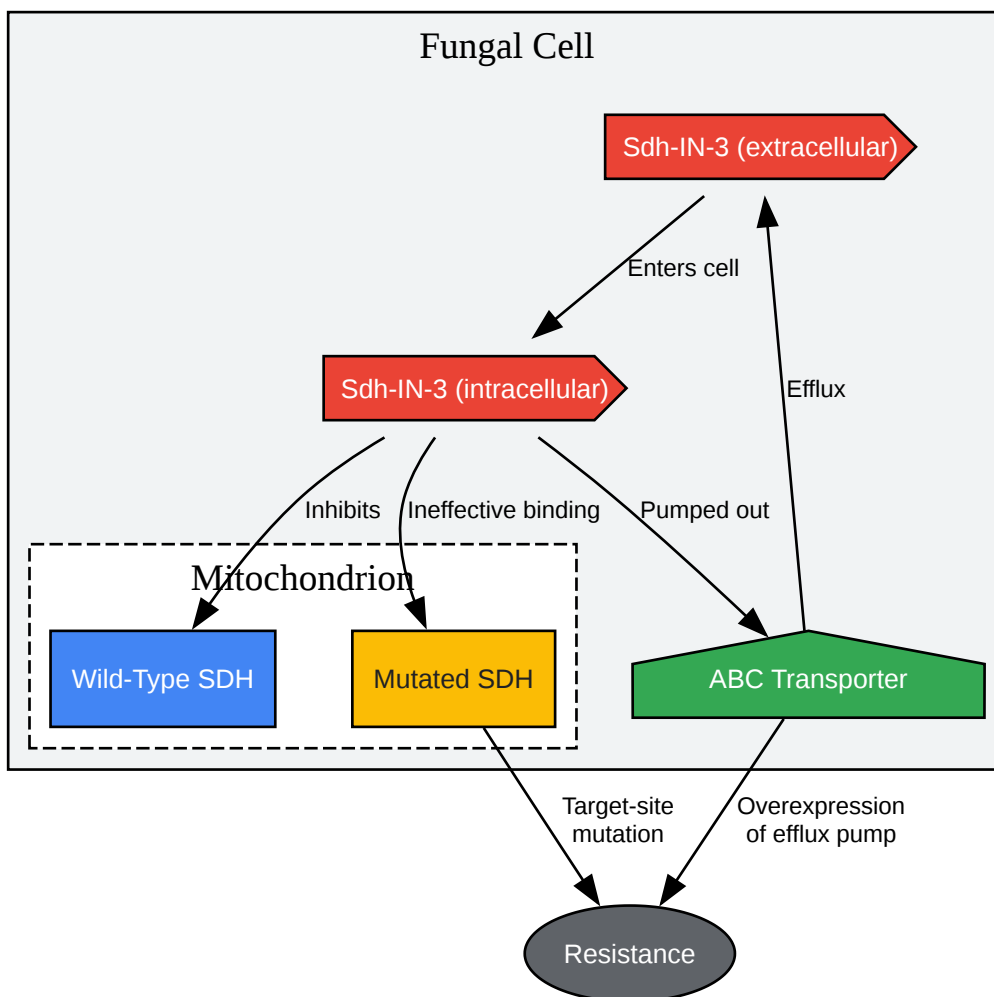 Fungal Cell
Sdh-IN-3 (extracellular)
Enters cell
Sdh-IN-3 (intracellular)
Efflux
Inhibits
Ineffective binding
Pumped out
Mitochondrion
Wild-Type SDH
Mutated SDH
ABC Transporter
Target-site
mutation
Overexpression
of efflux pump
Resistance